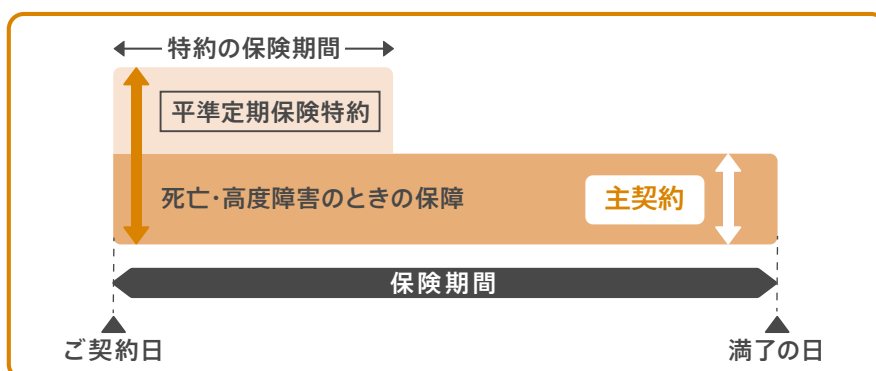 特約の保険期間
平準定期保険特約
死亡・高度障害のときの保障
主契約
保険期間
ご契約日
満了の日